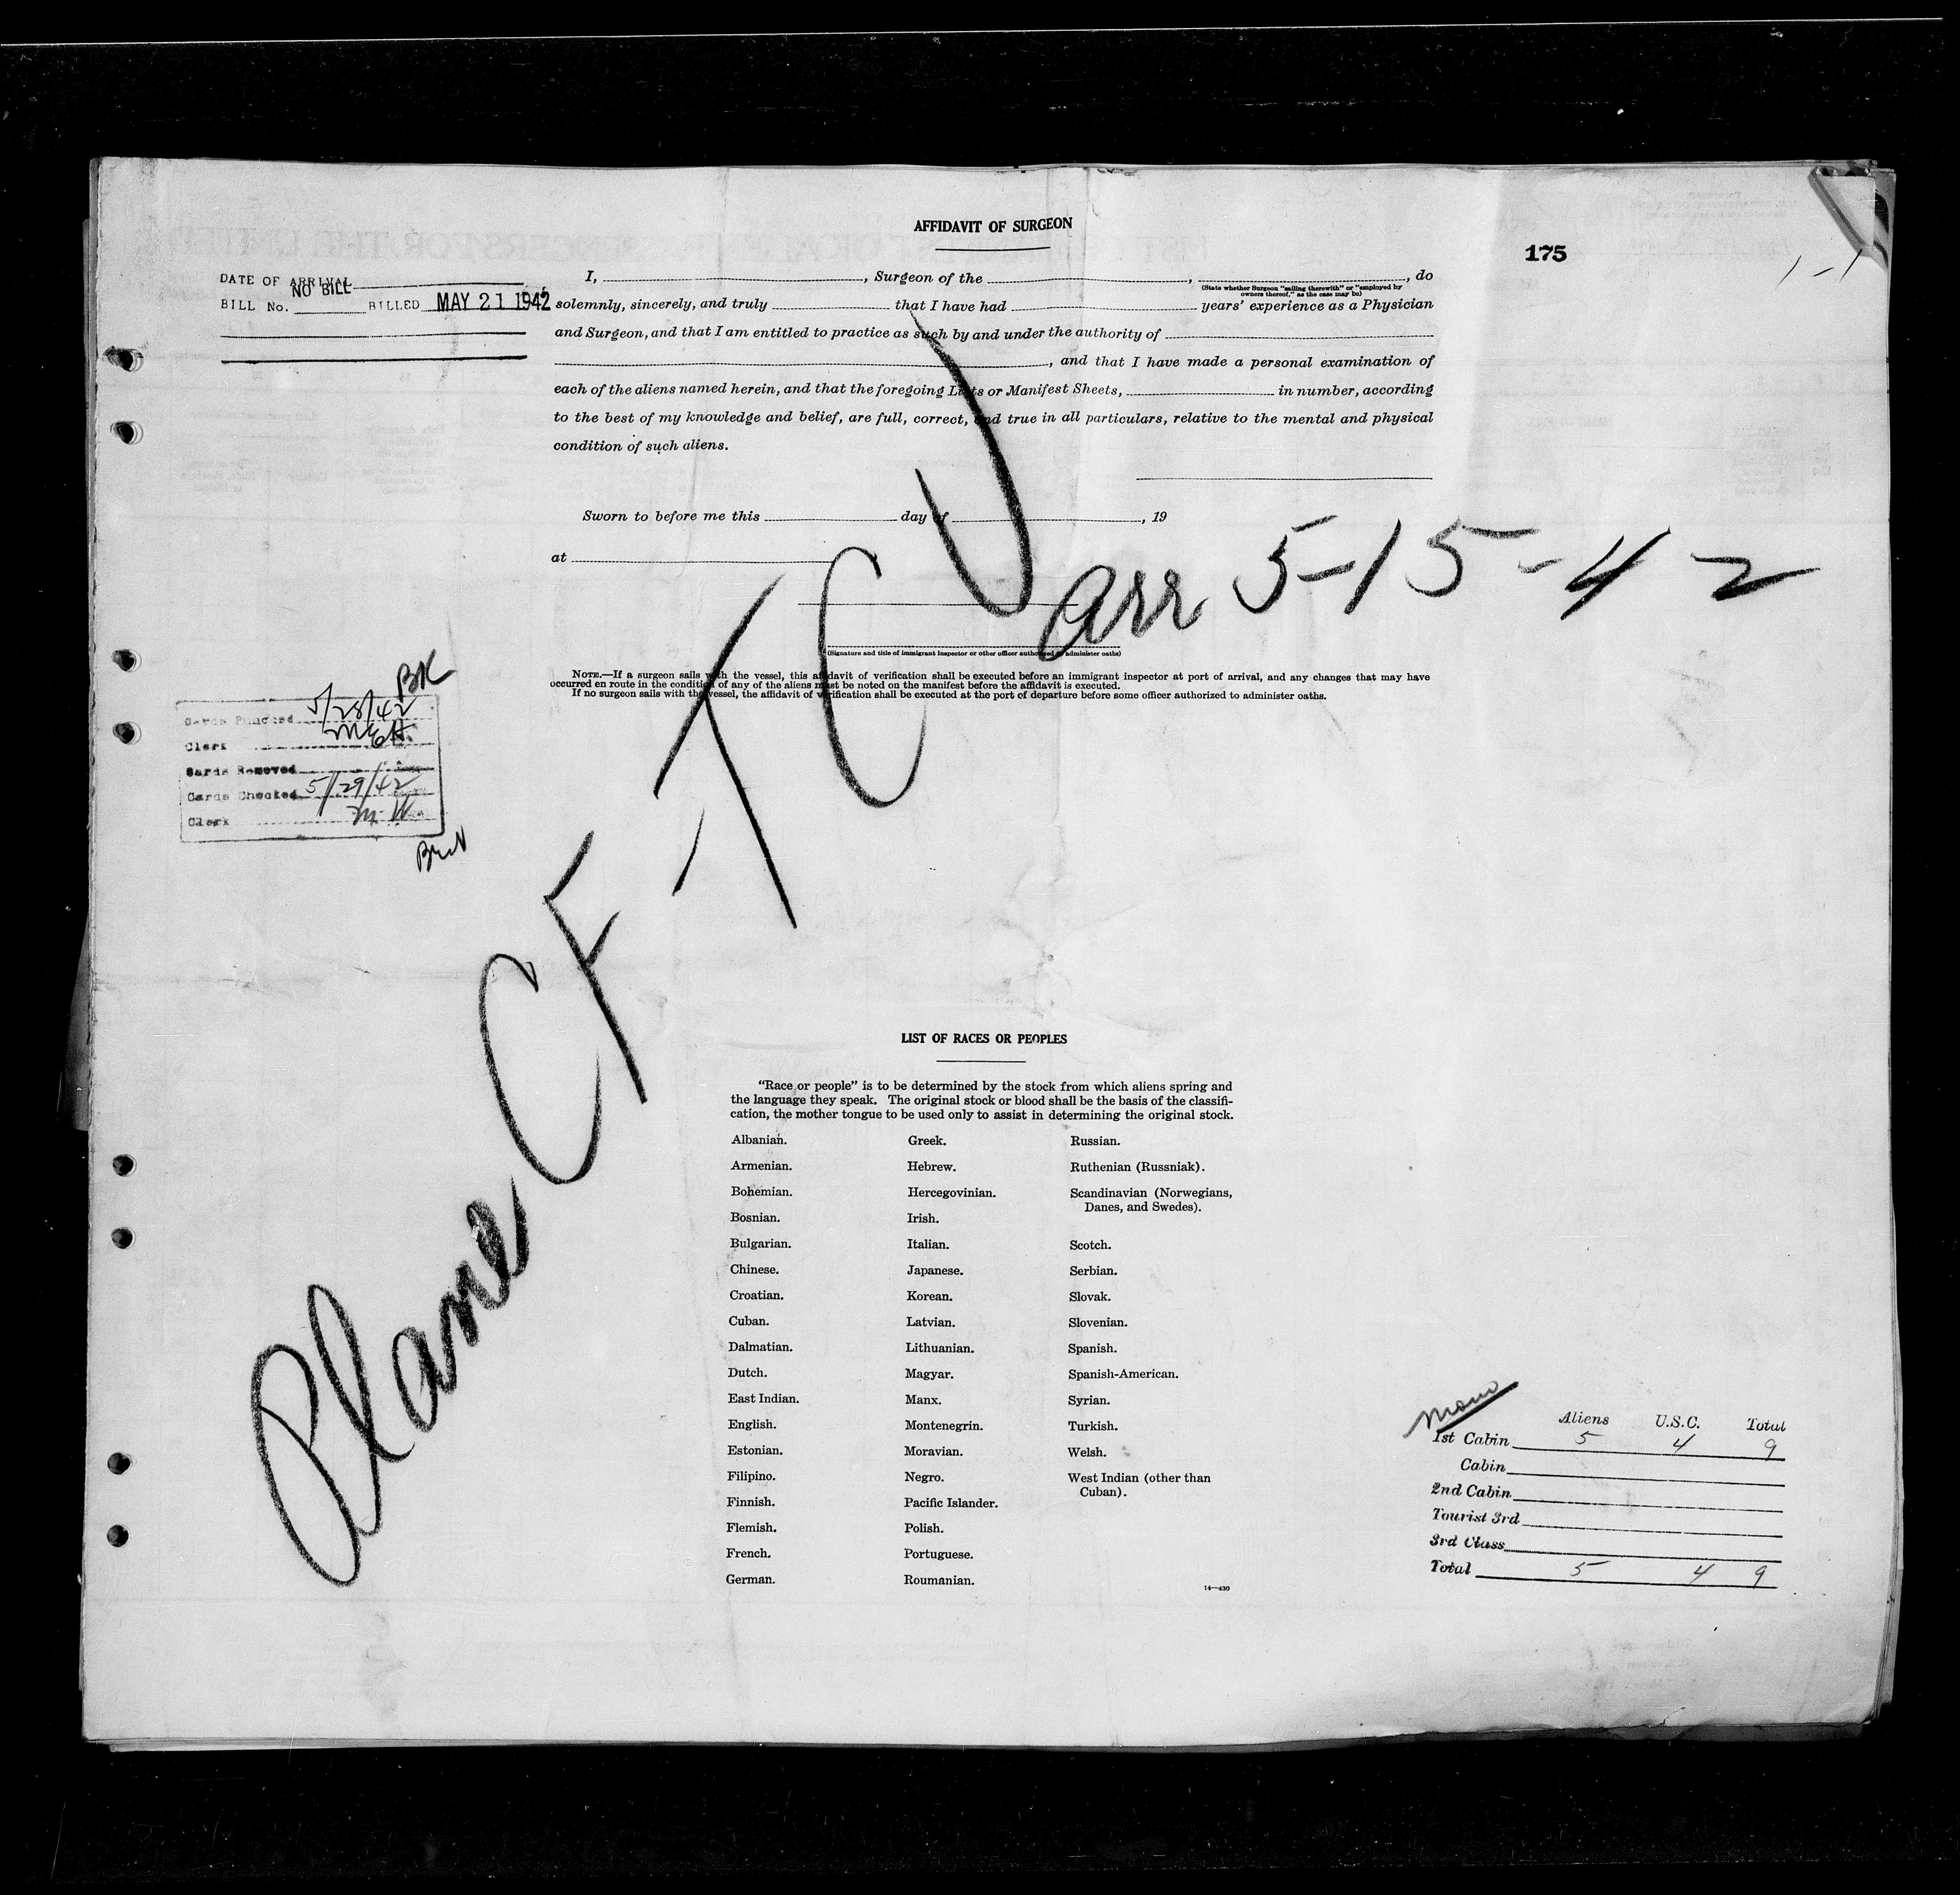 AFFIDAVIT OF SURGEON
175
1-1
DATE OF ARRIVAL
NO BILL
BILL No. BILLED MAY 21 1942
I, , Surgeon of the , , do
(State whether Surgeon "sailing therewith" or "employed by
owners thereof," as the case may be)
solemnly, sincerely, and truly that I have had years' experience as a Physician
and Surgeon, and that I am entitled to practice as such by and under the authority of
, and that I have made a personal examination of
each of the aliens named herein, and that the foregoing Lists or Manifest Sheets, in number, according
to the best of my knowledge and belief, are full, correct, and true in all particulars, relative to the mental and physical
condition of such aliens.
Sworn to before me this day of , 19
at
arr 5-15-42
(Signature and title of immigrant inspector or other officer authorized to administer oaths)
NOTE.—If a surgeon sails with the vessel, this affidavit of verification shall be executed before an immigrant inspector at port of arrival, and any changes that may have
occurred en route in the condition of any of the aliens must be noted on the manifest before the affidavit is executed.
If no surgeon sails with the vessel, the affidavit of verification shall be executed at the port of departure before some officer authorized to administer oaths.
BK
Cards Punched 5/28/42
Clerk
Cards Removed
Cards Checked 5/29/42
Clerk M W
Plane CF-TCJ
LIST OF RACES OR PEOPLES
"Race or people" is to be determined by the stock from which aliens spring and
the language they speak. The original stock or blood shall be the basis of the classifi-
cation, the mother tongue to be used only to assist in determining the original stock.
Albanian.
Armenian.
Bohemian.
Bosnian.
Bulgarian.
Chinese.
Croatian.
Cuban.
Dalmatian.
Dutch.
East Indian.
English.
Estonian.
Filipino.
Finnish.
Flemish.
French.
German.
Greek.
Hebrew.
Hercegovinian.
Irish.
Italian.
Japanese.
Korean.
Latvian.
Lithuanian.
Magyar.
Manx.
Montenegrin.
Moravian.
Negro.
Pacific Islander.
Polish.
Portuguese.
Roumanian.
Russian.
Ruthenian (Russniak).
Scandinavian (Norwegians,
Danes, and Swedes).
Scotch.
Serbian.
Slovak.
Slovenian.
Spanish.
Spanish-American.
Syrian.
Turkish.
Welsh.
West Indian (other than
Cuban).
14—430
Aliens U.S.C. Total
1st Cabin 5 4 9
Cabin
2nd Cabin
Tourist 3rd
3rd Class
Total 5 4 9